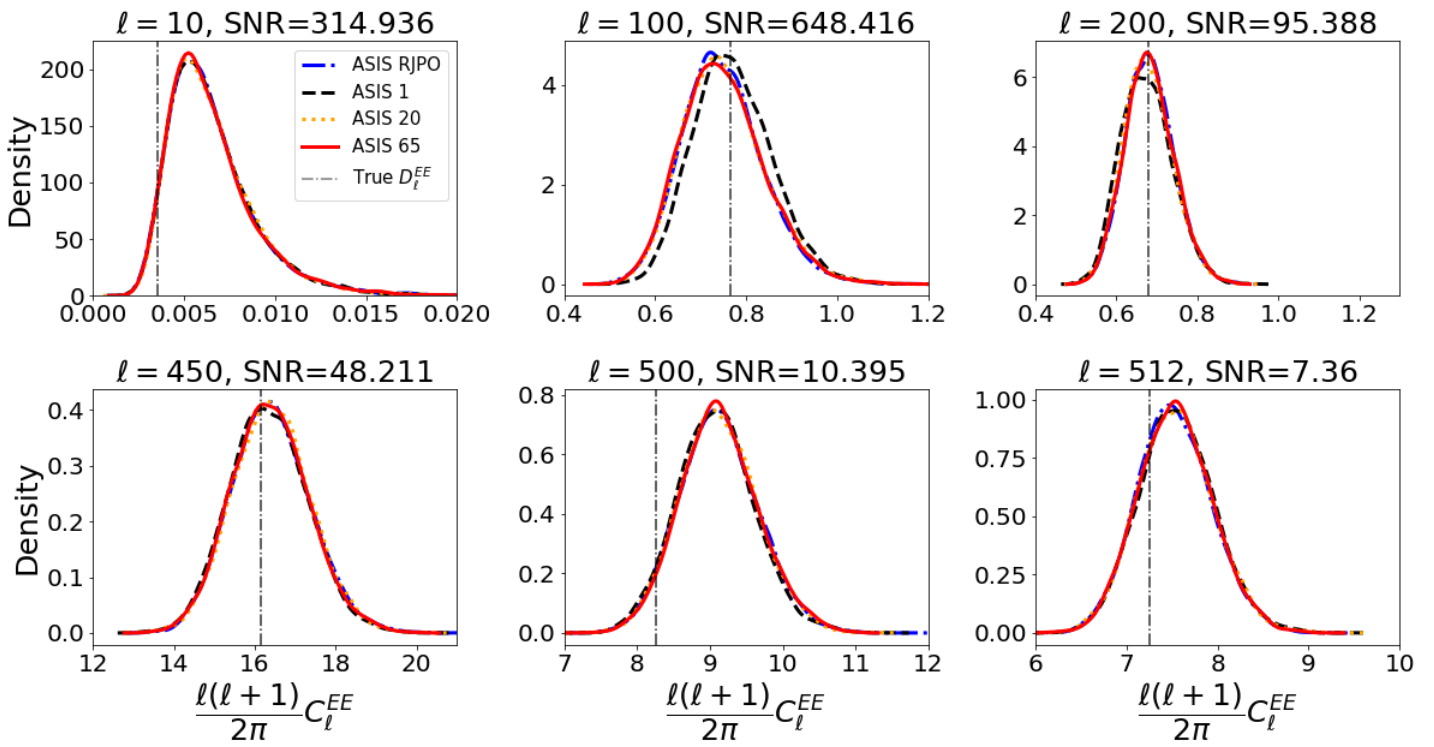 ℓ = 10, SNR=314.936
ℓ = 100, SNR=648.416
ℓ = 200, SNR=95.388
Density
200
150
100
50
0
0.000 0.005 0.010 0.015 0.020
ASIS RJPO
ASIS 1
ASIS 20
ASIS 65
True D_ℓ^{EE}
4
2
0
0.4 0.6 0.8 1.0 1.2
6
4
2
0
0.4 0.6 0.8 1.0 1.2
ℓ = 450, SNR=48.211
ℓ = 500, SNR=10.395
ℓ = 512, SNR=7.36
Density
0.4
0.3
0.2
0.1
0.0
12 14 16 18 20
0.8
0.6
0.4
0.2
0.0
7 8 9 10 11 12
1.00
0.75
0.50
0.25
0.00
6 7 8 9 10
\frac{ℓ(ℓ+1)}{2π} C_ℓ^{EE}
\frac{ℓ(ℓ+1)}{2π} C_ℓ^{EE}
\frac{ℓ(ℓ+1)}{2π} C_ℓ^{EE}